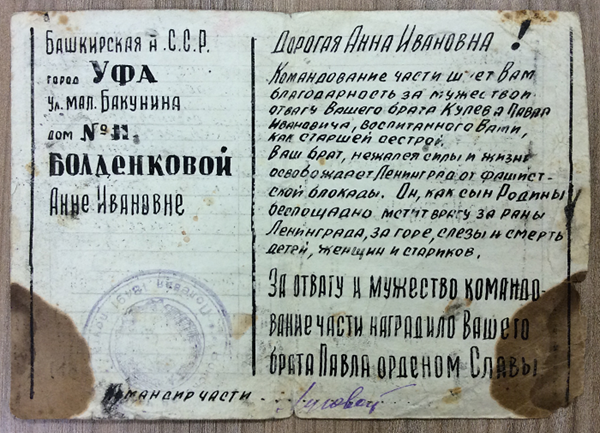 Башкирская А.С.С.Р.
город УФА
ул. мал. Бакунина
дом № 11.
БОЛДЕНКОВОЙ
Анне Ивановне
Дорогая Анна Ивановна!
Командование части шлет Вам
благодарность за мужество и
отвагу Вашего брата Кулева Павла
Ивановича, воспитанного Вами,
как старшей сестрой.
Ваш брат, нежалея силы и жизни
освобождает Ленинград от фашист-
ской блокады. Он, как сын Родины
беспощадно мстит врагу за раны
Ленинграда, за горе, слезы и смерть
детей, женщин и стариков.
За отвагу и мужество командо-
вание части наградило Вашего
брата Павла орденом Славы
Командир части